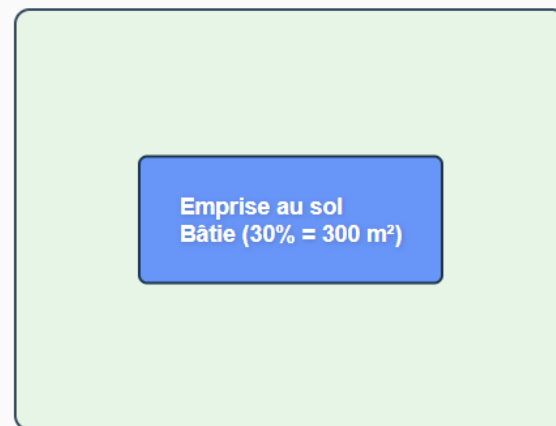 Emprise au sol
Bâtie (30% = 300 m²)